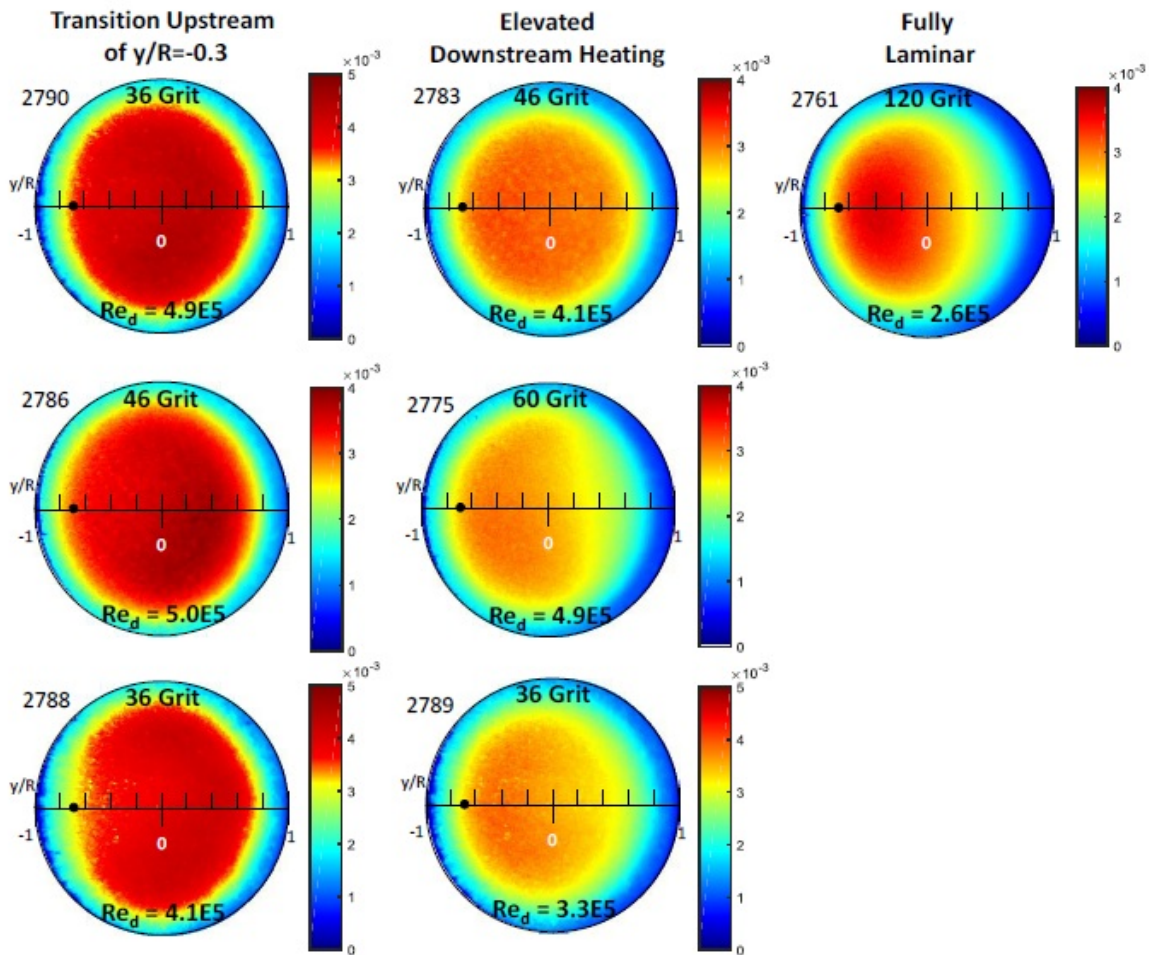 Transition Upstream
of y/R=-0.3
Elevated
Downstream Heating
Fully
Laminar
2790
36 Grit
y/R
-1
0
1
Re_d = 4.9E5
×10⁻³
5
4
3
2
1
0
2783
46 Grit
y/R
-1
0
1
Re_d = 4.1E5
×10⁻³
4
3
2
1
0
2761
120 Grit
y/R
-1
0
1
Re_d = 2.6E5
×10⁻³
4
3
2
1
0
2786
46 Grit
y/R
-1
0
1
Re_d = 5.0E5
×10⁻³
4
3
2
1
0
2775
60 Grit
y/R
-1
0
1
Re_d = 4.9E5
×10⁻³
4
3
2
1
0
2788
36 Grit
y/R
-1
0
1
Re_d = 4.1E5
×10⁻³
5
4
3
2
1
0
2789
36 Grit
y/R
-1
0
1
Re_d = 3.3E5
×10⁻³
5
4
3
2
1
0